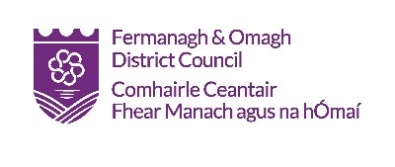 Fermanagh & Omagh
District Council
Comhairle Ceantair
Fhear Manach agus na hÓmaí